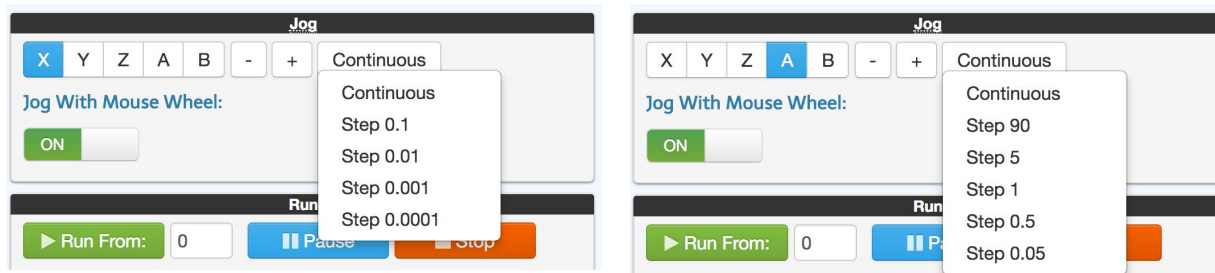 Jog
X Y Z A B - + Continuous
Continuous
Jog With Mouse Wheel:
Step 0.1
ON
Step 0.01
Step 0.001
Step 0.0001
Run
Run From: 0 Pause Stop
Jog
X Y Z A B - + Continuous
Continuous
Jog With Mouse Wheel:
Step 90
ON
Step 5
Step 1
Step 0.5
Step 0.05
Run
Run From: 0 P